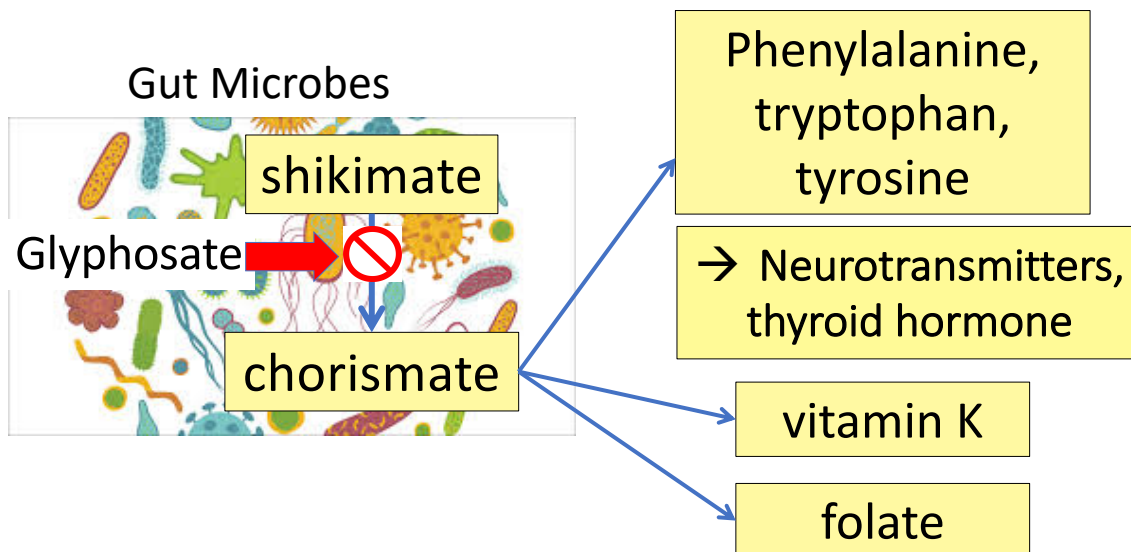 Gut Microbes
shikimate
Glyphosate
chorismate
Phenylalanine,
tryptophan,
tyrosine
→ Neurotransmitters,
thyroid hormone
vitamin K
folate